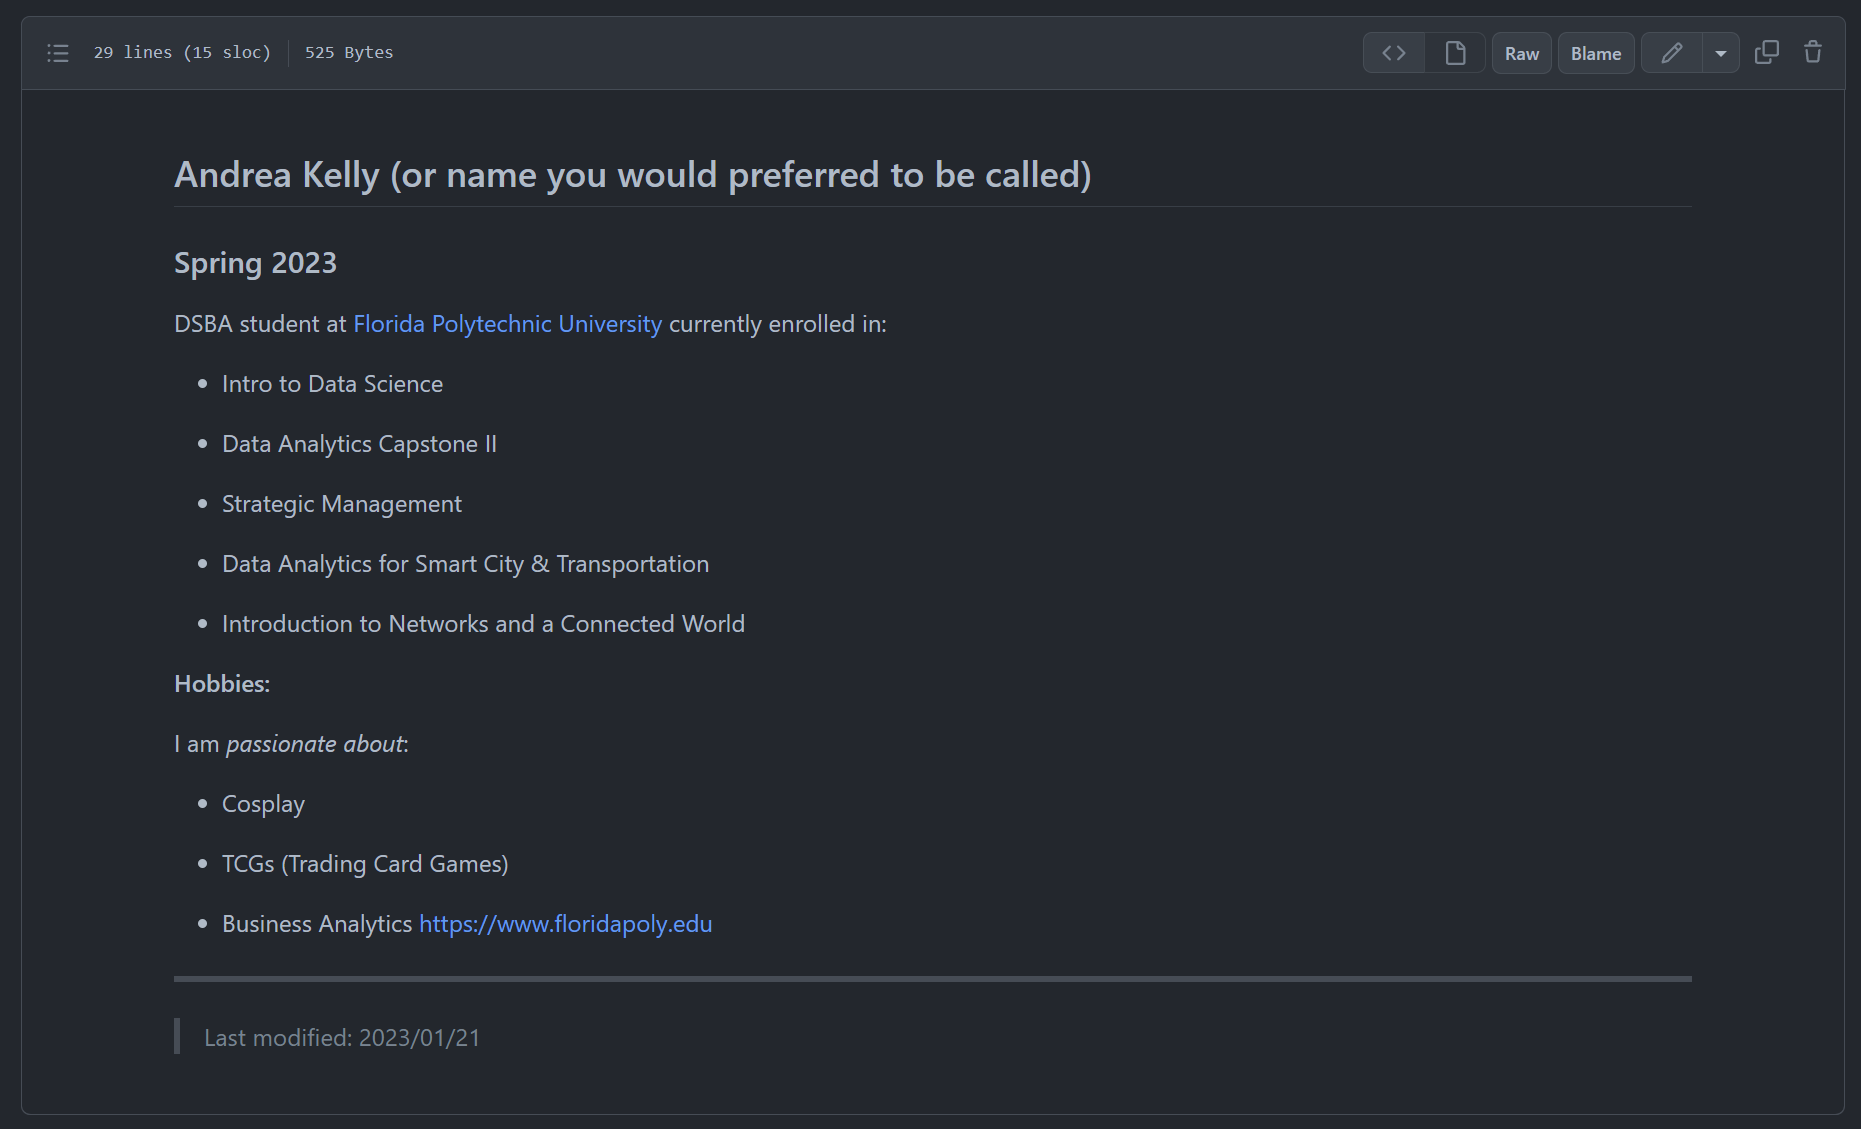 29 lines (15 sloc) 525 Bytes Raw Blame
Andrea Kelly (or name you would preferred to be called)
Spring 2023
DSBA student at Florida Polytechnic University currently enrolled in:
Intro to Data Science
Data Analytics Capstone II
Strategic Management
Data Analytics for Smart City & Transportation
Introduction to Networks and a Connected World
Hobbies:
I am passionate about:
Cosplay
TCGs (Trading Card Games)
Business Analytics https://www.floridapoly.edu
Last modified: 2023/01/21